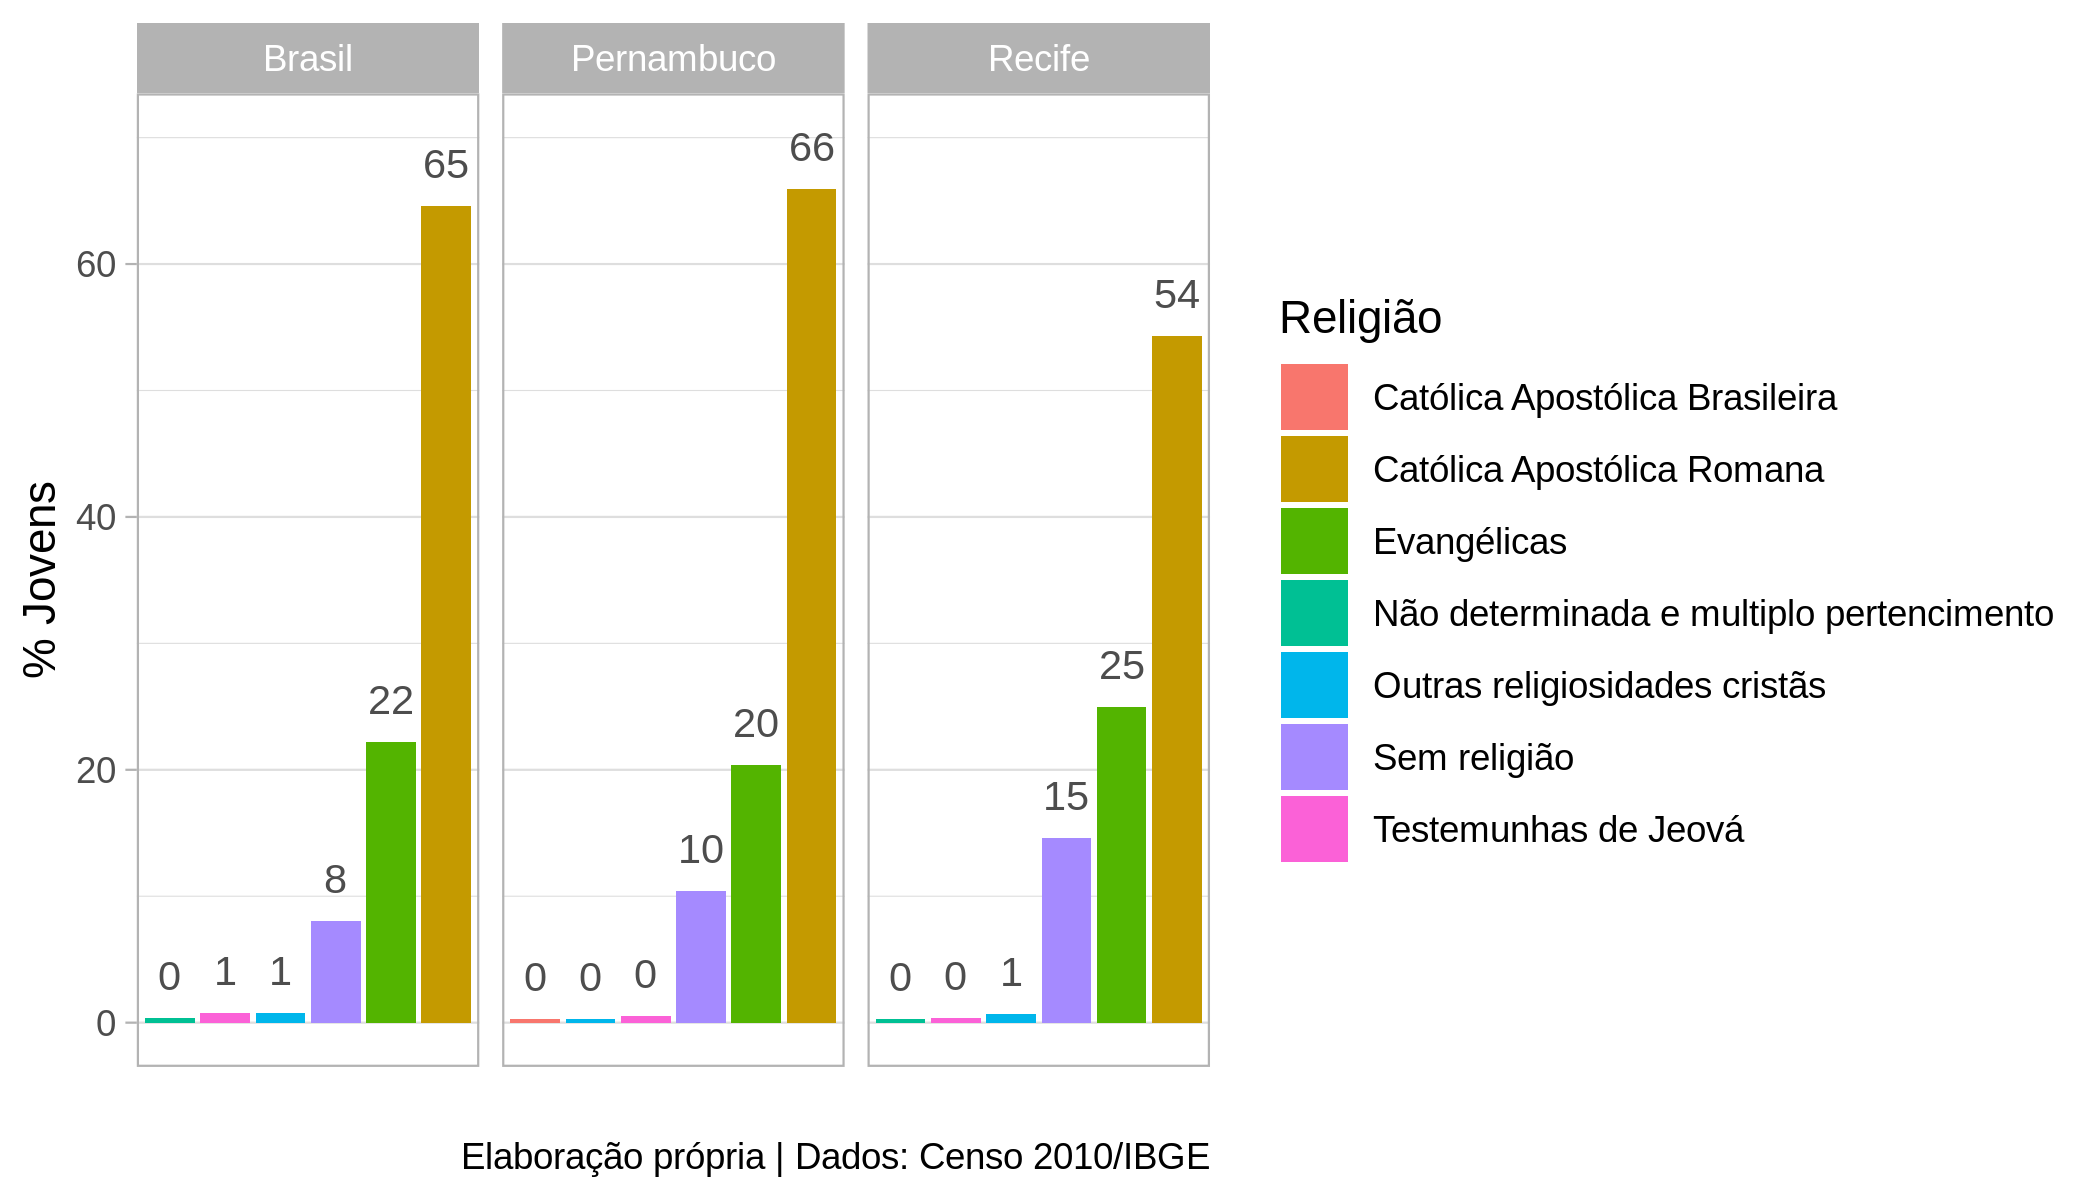 Brasil Pernambuco Recife
% Jovens
60
40
20
0
0 1 1 8 22 65
0 0 0 10 20 66
0 0 1 15 25 54
Religião
Católica Apostólica Brasileira
Católica Apostólica Romana
Evangélicas
Não determinada e multiplo pertencimento
Outras religiosidades cristãs
Sem religião
Testemunhas de Jeová
Elaboração própria | Dados: Censo 2010/IBGE